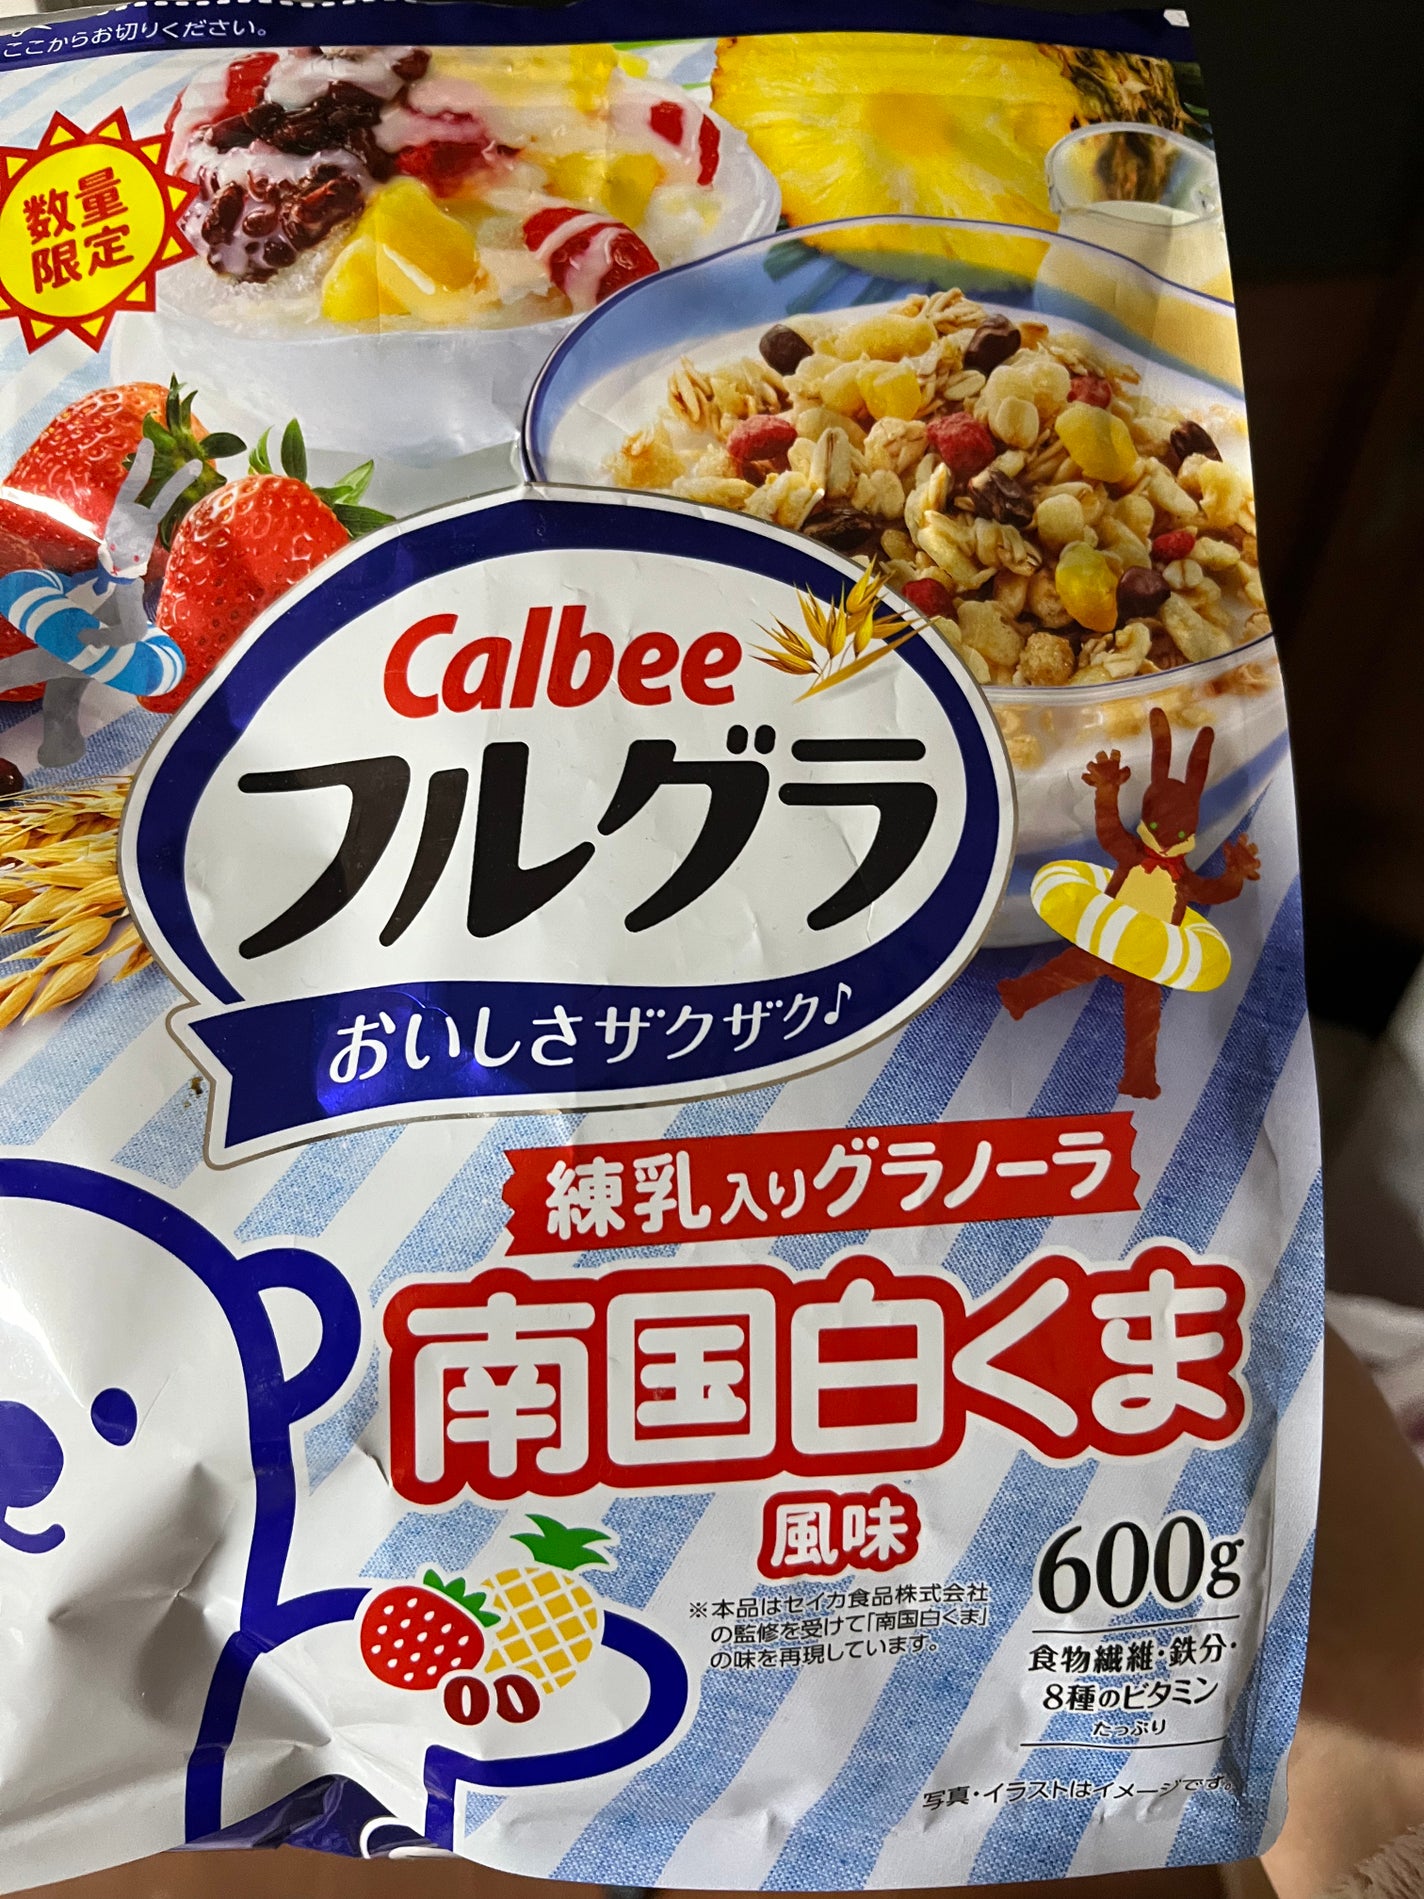 ここからお切りください。
数量
限定
Calbee
フルグラ
おいしさザクザク♪
練乳入りグラノーラ
南国白くま
風味
※本品はセイカ食品株式会社
の監修を受けて「南国白くま」
の味を再現しています。
600g
食物繊維・鉄分・
8種のビタミン
たっぷり
写真・イラストはイメージです。